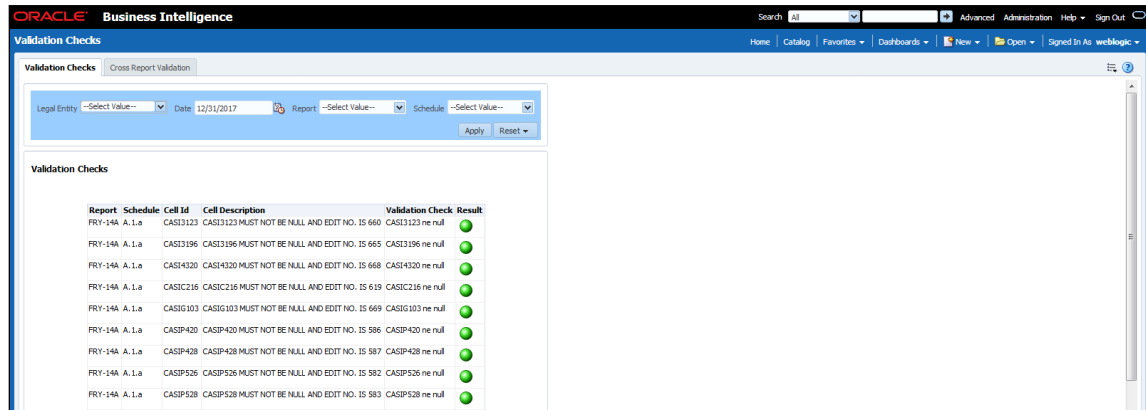 ORACLE Business Intelligence Search All Advanced Administration Help Sign Out
Validation Checks Home Catalog Favorites Dashboards New Open Signed In As weblogic
Validation Checks Cross Report Validation
Legal Entity --Select Value-- Date 12/31/2017 Report --Select Value-- Schedule --Select Value--
Apply Reset
Validation Checks
Report Schedule Cell Id Cell Description Validation Check Result
FRY-14A A.1.a CASI3123 CASI3123 MUST NOT BE NULL AND EDIT NO. IS 660 CASI3123 ne null
FRY-14A A.1.a CASI3196 CASI3196 MUST NOT BE NULL AND EDIT NO. IS 665 CASI3196 ne null
FRY-14A A.1.a CASI4320 CASI4320 MUST NOT BE NULL AND EDIT NO. IS 668 CASI4320 ne null
FRY-14A A.1.a CASIC216 CASIC216 MUST NOT BE NULL AND EDIT NO. IS 619 CASIC216 ne null
FRY-14A A.1.a CASIG103 CASIG103 MUST NOT BE NULL AND EDIT NO. IS 669 CASIG103 ne null
FRY-14A A.1.a CASIP420 CASIP420 MUST NOT BE NULL AND EDIT NO. IS 586 CASIP420 ne null
FRY-14A A.1.a CASIP428 CASIP428 MUST NOT BE NULL AND EDIT NO. IS 587 CASIP428 ne null
FRY-14A A.1.a CASIP526 CASIP526 MUST NOT BE NULL AND EDIT NO. IS 582 CASIP526 ne null
FRY-14A A.1.a CASIP528 CASIP528 MUST NOT BE NULL AND EDIT NO. IS 583 CASIP528 ne null